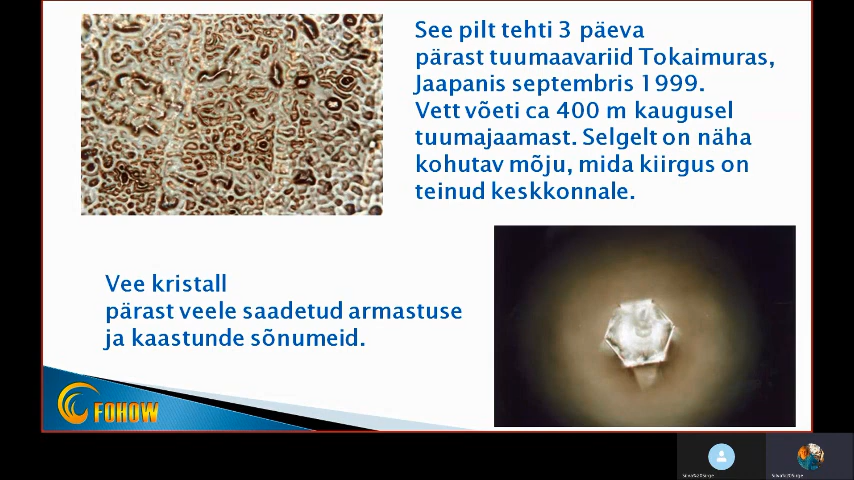 See pilt tehti 3 päeva
pärast tuumaavariid Tokaimuras,
Jaapanis septembris 1999.
Vett võeti ca 400 m kaugusel
tuumajaamast. Selgelt on näha
kohutav mõju, mida kiirgus on
teinud keskkonnale.
Vee kristall
pärast veele saadetud armastuse
ja kaastunde sõnumeid.
FOHOW